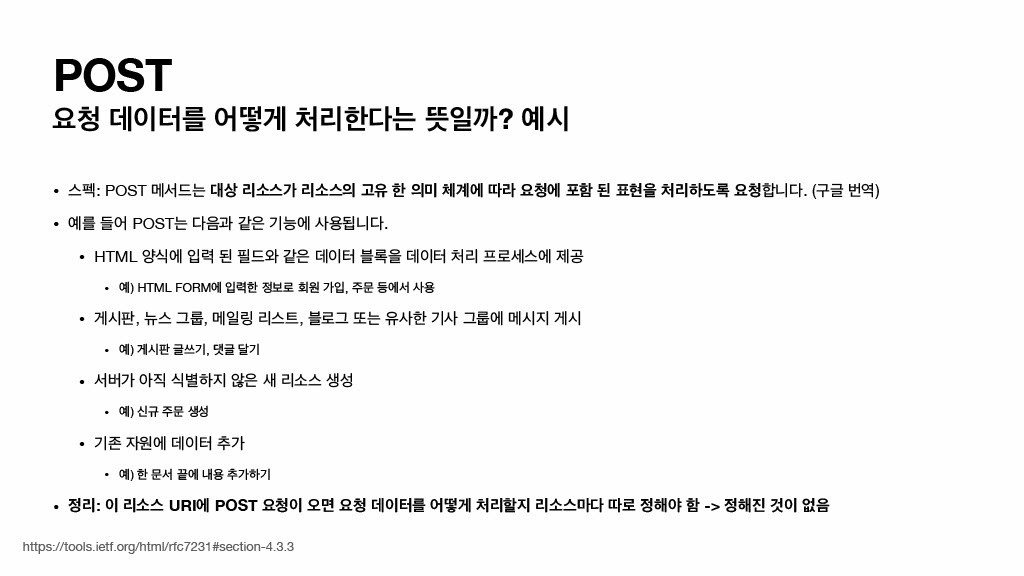 POST
요청 데이터를 어떻게 처리한다는 뜻일까? 예시
• 스펙: POST 메서드는 대상 리소스가 리소스의 고유 한 의미 체계에 따라 요청에 포함 된 표현을 처리하도록 요청합니다. (구글 번역)
• 예를 들어 POST는 다음과 같은 기능에 사용됩니다.
• HTML 양식에 입력 된 필드와 같은 데이터 블록을 데이터 처리 프로세스에 제공
• 예) HTML FORM에 입력한 정보로 회원 가입, 주문 등에서 사용
• 게시판, 뉴스 그룹, 메일링 리스트, 블로그 또는 유사한 기사 그룹에 메시지 게시
• 예) 게시판 글쓰기, 댓글 달기
• 서버가 아직 식별하지 않은 새 리소스 생성
• 예) 신규 주문 생성
• 기존 자원에 데이터 추가
• 예) 한 문서 끝에 내용 추가하기
• 정리: 이 리소스 URI에 POST 요청이 오면 요청 데이터를 어떻게 처리할지 리소스마다 따로 정해야 함 -> 정해진 것이 없음
https://tools.ietf.org/html/rfc7231#section-4.3.3